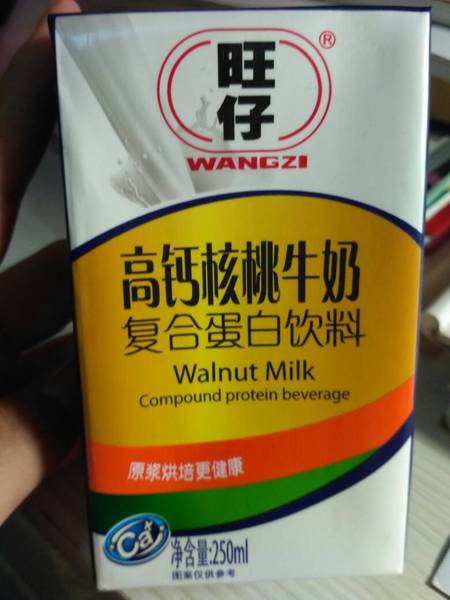 旺
仔
®
WANGZI
高钙核桃牛奶
复合蛋白饮料
Walnut Milk
Compound protein beverage
原浆烘培更健康
Ca+
净含量:250ml
图案仅供参考